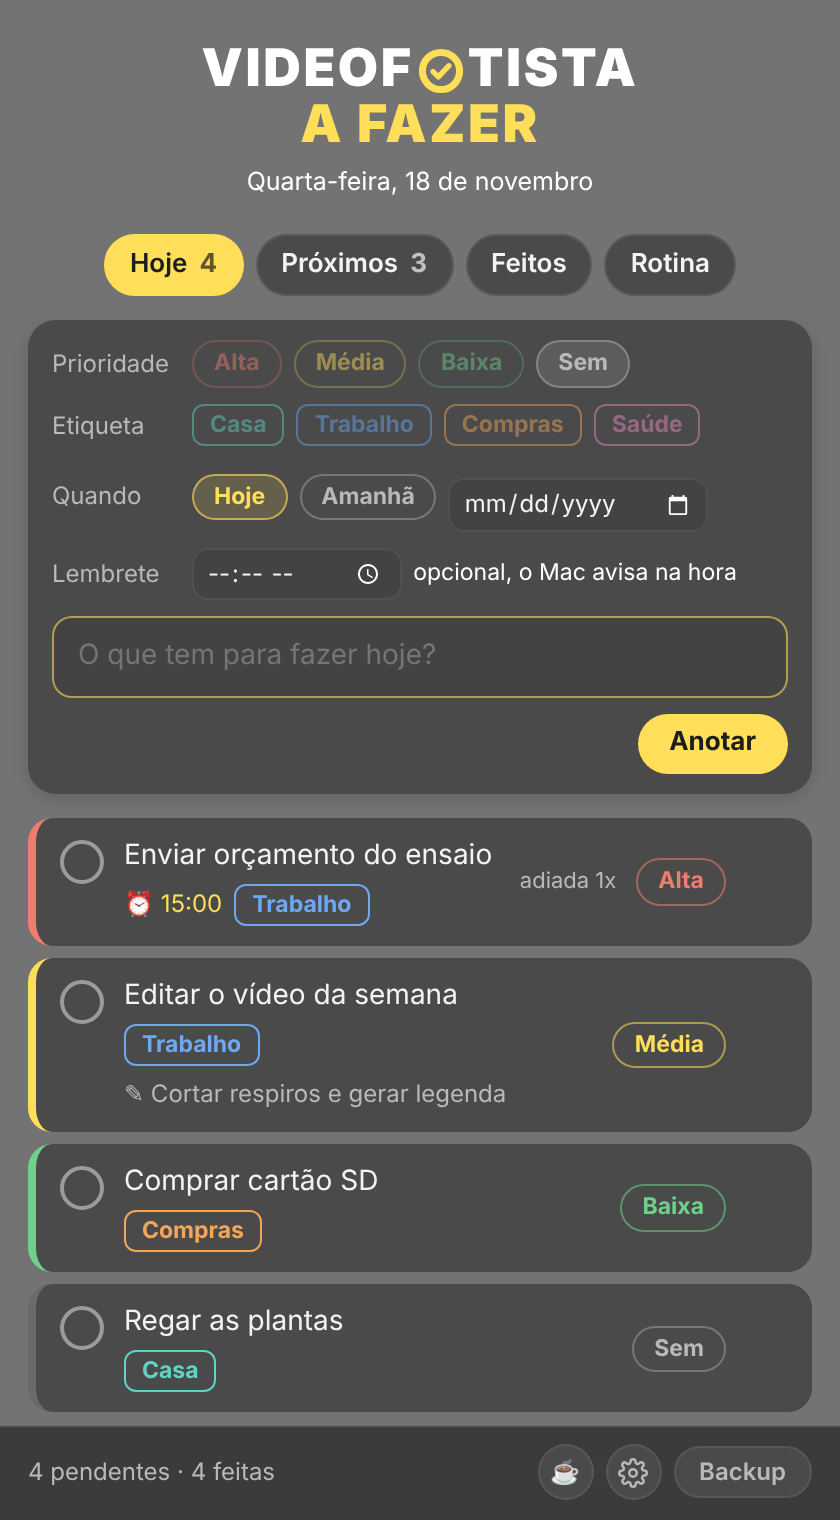 VIDEOFOTISTA
A FAZER
Quarta-feira, 18 de novembro
Hoje 4 Próximos 3 Feitos Rotina
Prioridade Alta Média Baixa Sem
Etiqueta Casa Trabalho Compras Saúde
Quando Hoje Amanhã mm/dd/yyyy
Lembrete --:-- -- opcional, o Mac avisa na hora
O que tem para fazer hoje?
Anotar
Enviar orçamento do ensaio
adiada 1x Alta
⏰ 15:00 Trabalho
Editar o vídeo da semana
Trabalho Média
✎ Cortar respiros e gerar legenda
Comprar cartão SD
Baixa
Compras
Regar as plantas
Sem
Casa
4 pendentes · 4 feitas Backup